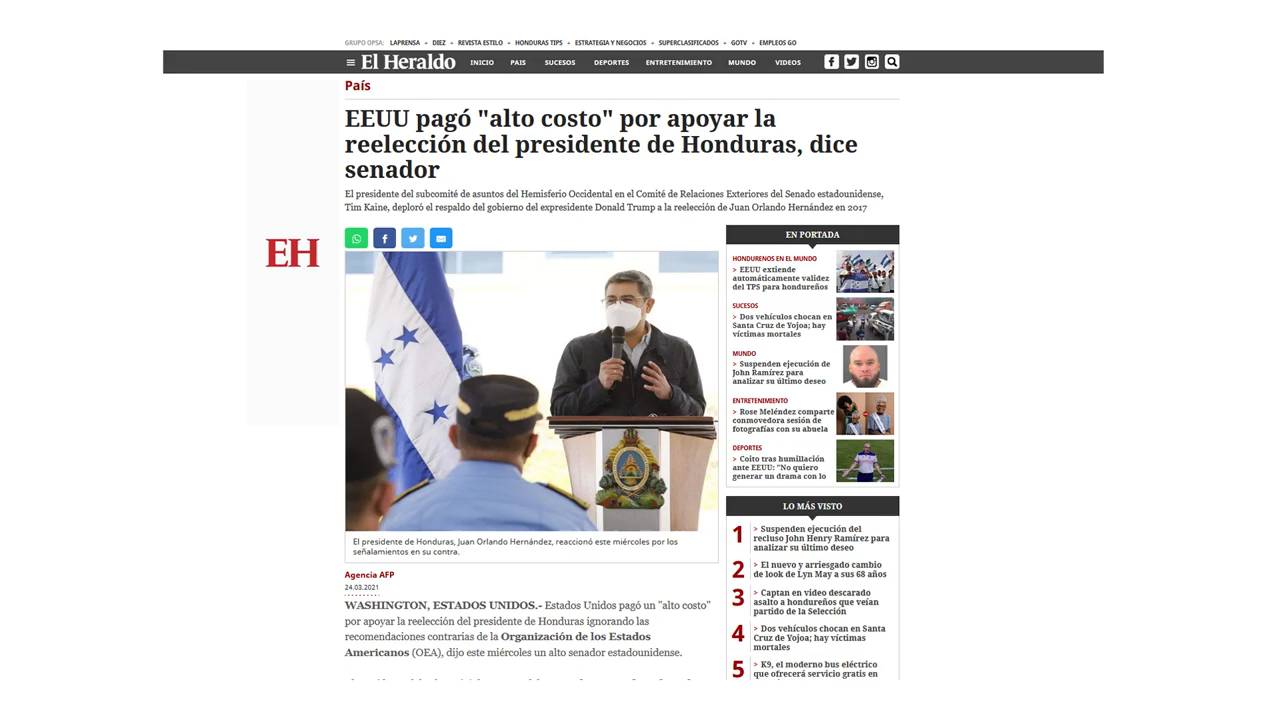 GRUPO OPSA: LAPRENSA + DIEZ + REVISTA ESTILO + HONDURAS TIPS + ESTRATEGIA Y NEGOCIOS + SUPERCLASIFICADOS + GOTV + EMPLEOS GO
El Heraldo INICIO PAIS SUCESOS DEPORTES ENTRETENIMIENTO MUNDO VIDEOS
País
EEUU pagó "alto costo" por apoyar la
reelección del presidente de Honduras, dice
senador
El presidente del subcomité de asuntos del Hemisferio Occidental en el Comité de Relaciones Exteriores del Senado estadounidense,
Tim Kaine, deploró el respaldo del gobierno del expresidente Donald Trump a la reelección de Juan Orlando Hernández en 2017
EH
El presidente de Honduras, Juan Orlando Hernández, reaccionó este miércoles por los
señalamientos en su contra.
Agencia AFP
24.03.2021
WASHINGTON, ESTADOS UNIDOS.- Estados Unidos pagó un "alto costo"
por apoyar la reelección del presidente de Honduras ignorando las
recomendaciones contrarias de la Organización de los Estados
Americanos (OEA), dijo este miércoles un alto senador estadounidense.
EN PORTADA
HONDURENOS EN EL MUNDO
> EEUU extiende
automáticamente validez
del TPS para hondureños
SUCESOS
> Dos vehículos chocan en
Santa Cruz de Yojoa; hay
víctimas mortales
MUNDO
> Suspenden ejecución de
John Ramírez para
analizar su último deseo
ENTRETENIMIENTO
> Rose Meléndez comparte
conmovedora sesión de
fotografías con su abuela
DEPORTES
> Coito tras humillación
ante EEUU: "No quiero
generar un drama con lo
LO MÁS VISTO
1 > Suspenden ejecución del
recluso John Henry Ramírez para
analizar su último deseo
2 > El nuevo y arriesgado cambio
de look de Lyn May a sus 68 años
3 > Captan en video descarado
asalto a hondureños que veían
partido de la Selección
4 > Dos vehículos chocan en Santa
Cruz de Yojoa; hay víctimas
mortales
5 > K9, el moderno bus eléctrico
que ofrecerá servicio gratis en